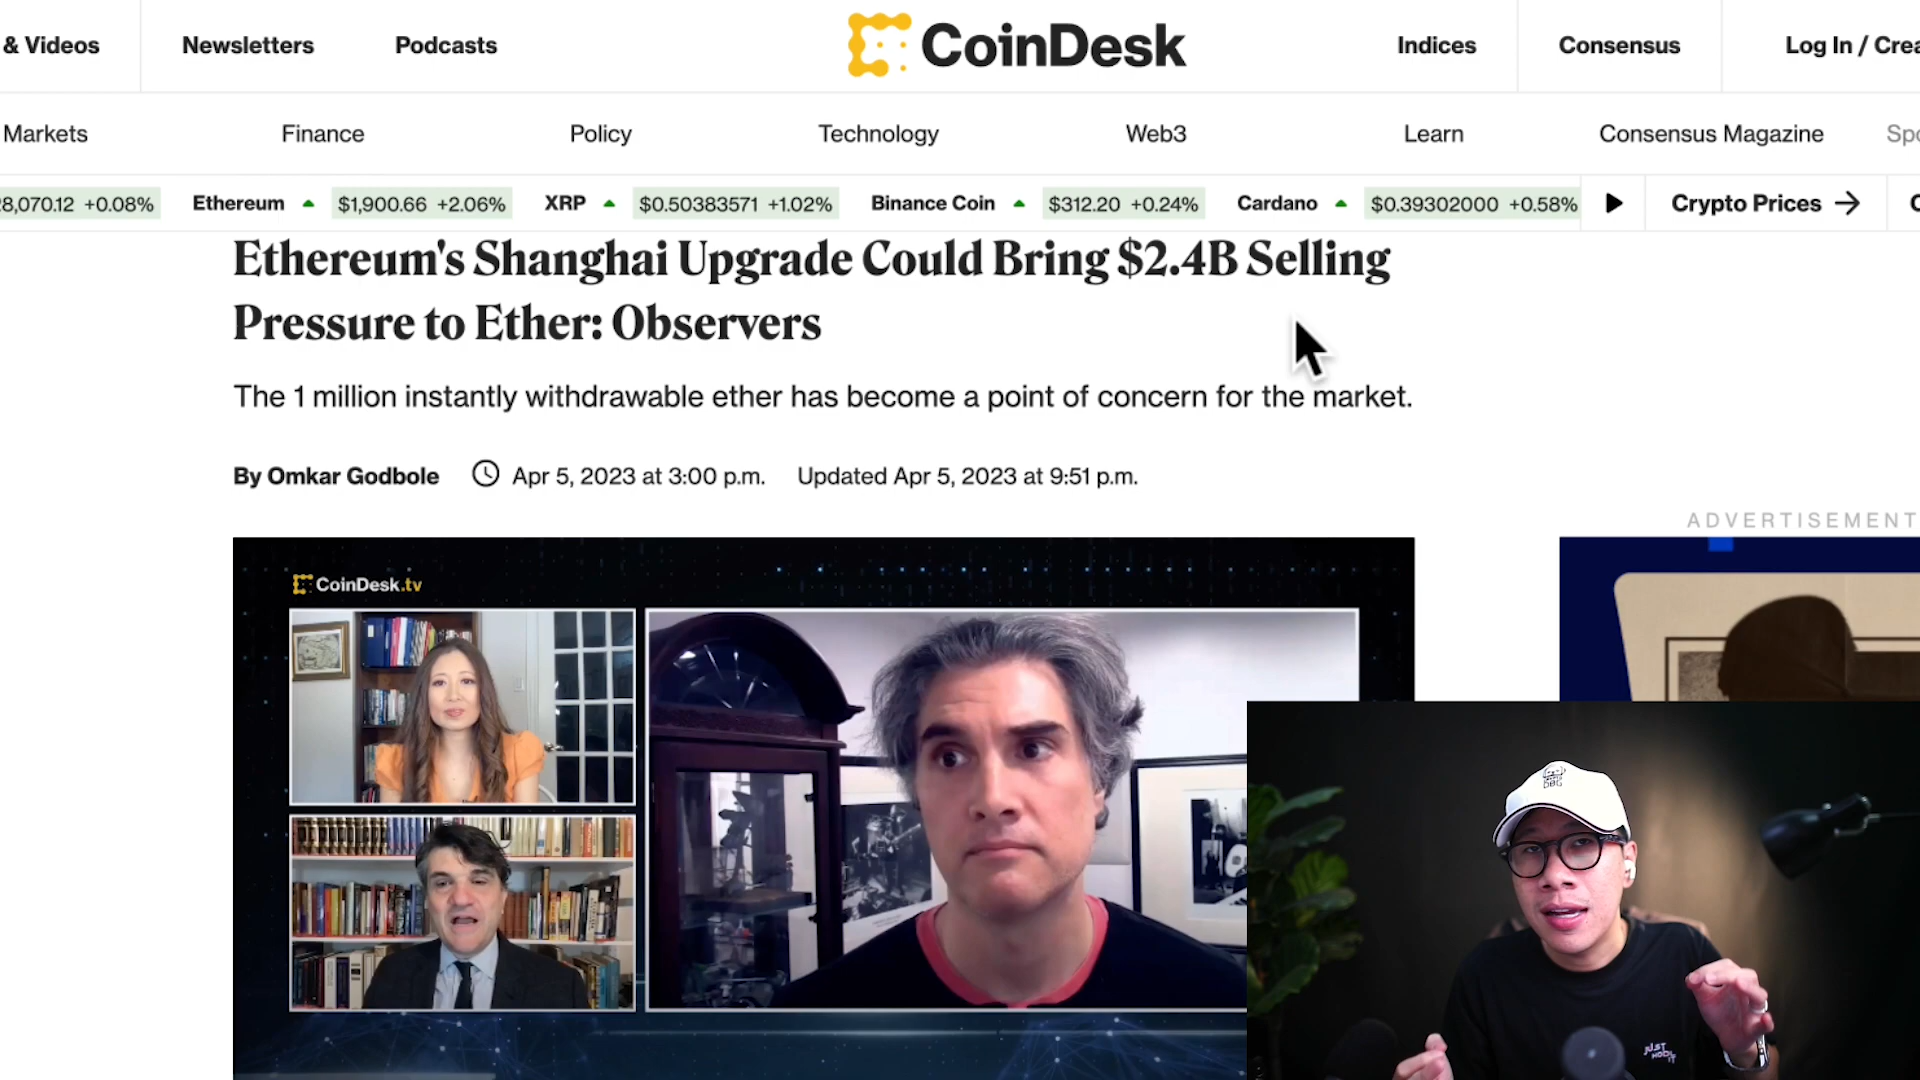 & Videos
Newsletters
Podcasts
CoinDesk
Indices
Consensus
Log In / Crea
Markets
Finance
Policy
Technology
Web3
Learn
Consensus Magazine
Spo
8,070.12 +0.08%
Ethereum $1,900.66 +2.06%
XRP $0.50383571 +1.02%
Binance Coin $312.20 +0.24%
Cardano $0.39302000 +0.58%
Crypto Prices
Ethereum's Shanghai Upgrade Could Bring $2.4B Selling
Pressure to Ether: Observers
The 1 million instantly withdrawable ether has become a point of concern for the market.
By Omkar Godbole Apr 5, 2023 at 3:00 p.m. Updated Apr 5, 2023 at 9:51 p.m.
ADVERTISEMENT
CoinDesk.tv
JUST